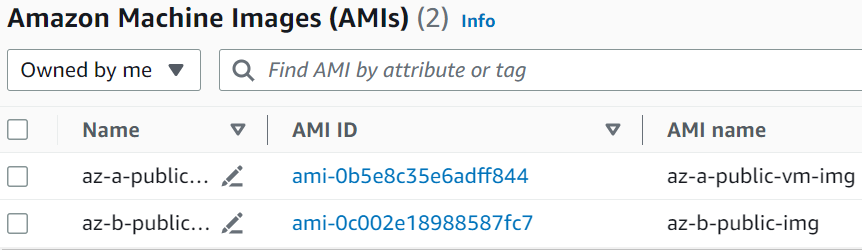 Amazon Machine Images (AMIs) (2) Info
Owned by me Find AMI by attribute or tag
Name AMI ID AMI name
az-a-public... ami-0b5e8c35e6adff844 az-a-public-vm-img
az-b-public... ami-0c002e18988587fc7 az-b-public-img